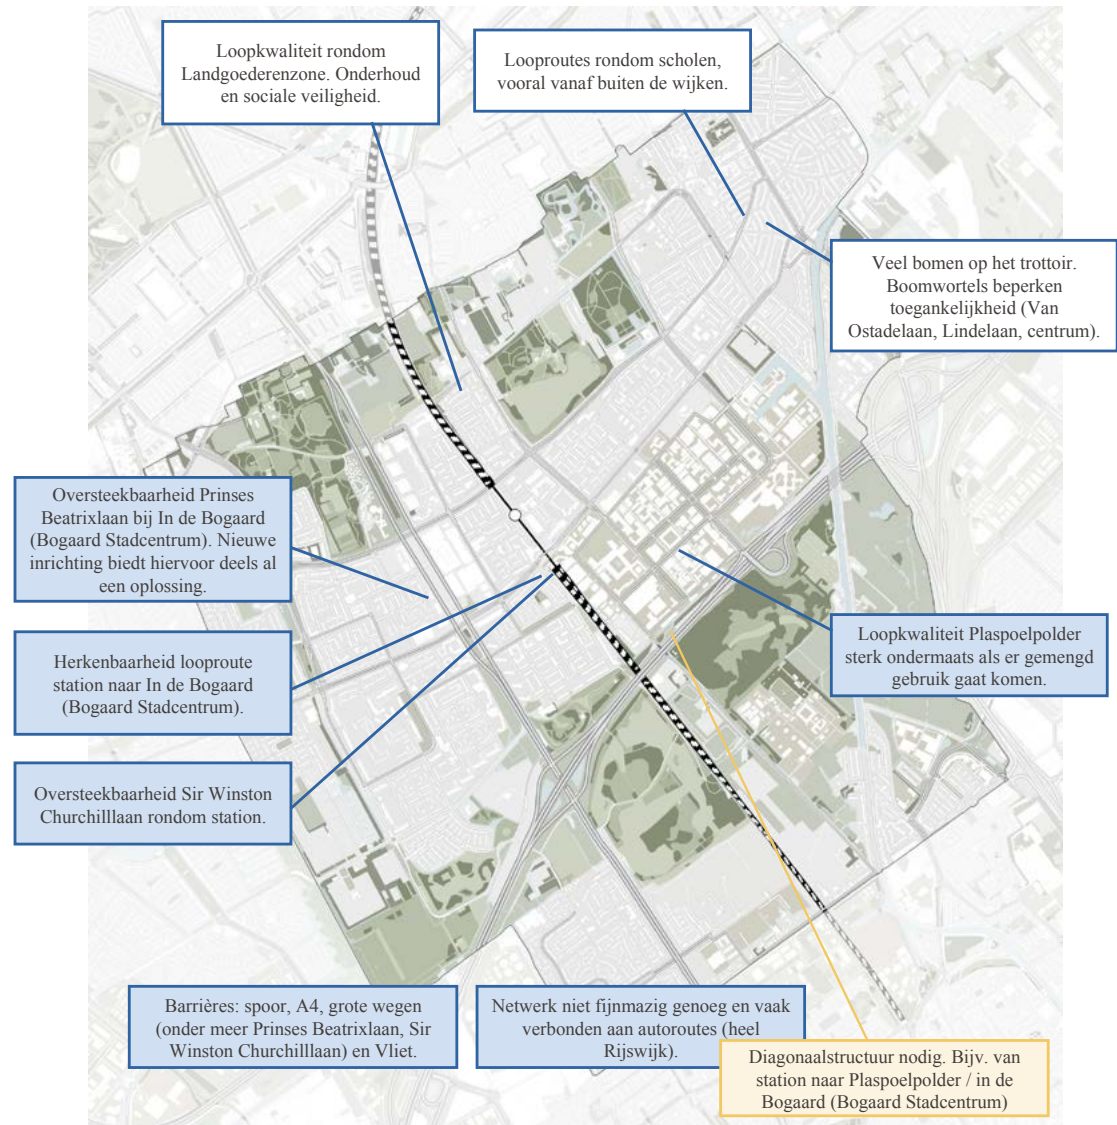 Loopkwaliteit rondom
Landgoederenzone. Onderhoud
en sociale veiligheid.
Looproutes rondom scholen,
vooral vanaf buiten de wijken.
Veel bomen op het trottoir.
Boomwortels beperken
toegankelijkheid (Van
Ostadelaan, Lindelaan, centrum).
Oversteekbaarheid Prinses
Beatrixlaan bij In de Bogaard
(Bogaard Stadcentrum). Nieuwe
inrichting biedt hiervoor deels al
een oplossing.
Herkenbaarheid looproute
station naar In de Bogaard
(Bogaard Stadcentrum).
Loopkwaliteit Plaspoelpolder
sterk ondermaats als er gemengd
gebruik gaat komen.
Oversteekbaarheid Sir Winston
Churchilllaan rondom station.
Barrières: spoor, A4, grote wegen
(onder meer Prinses Beatrixlaan, Sir
Winston Churchilllaan) en Vliet.
Netwerk niet fijnmazig genoeg en vaak
verbonden aan autoroutes (heel
Rijswijk).
Diagonaalstructuur nodig. Bijv. van
station naar Plaspoelpolder / in de
Bogaard (Bogaard Stadcentrum)